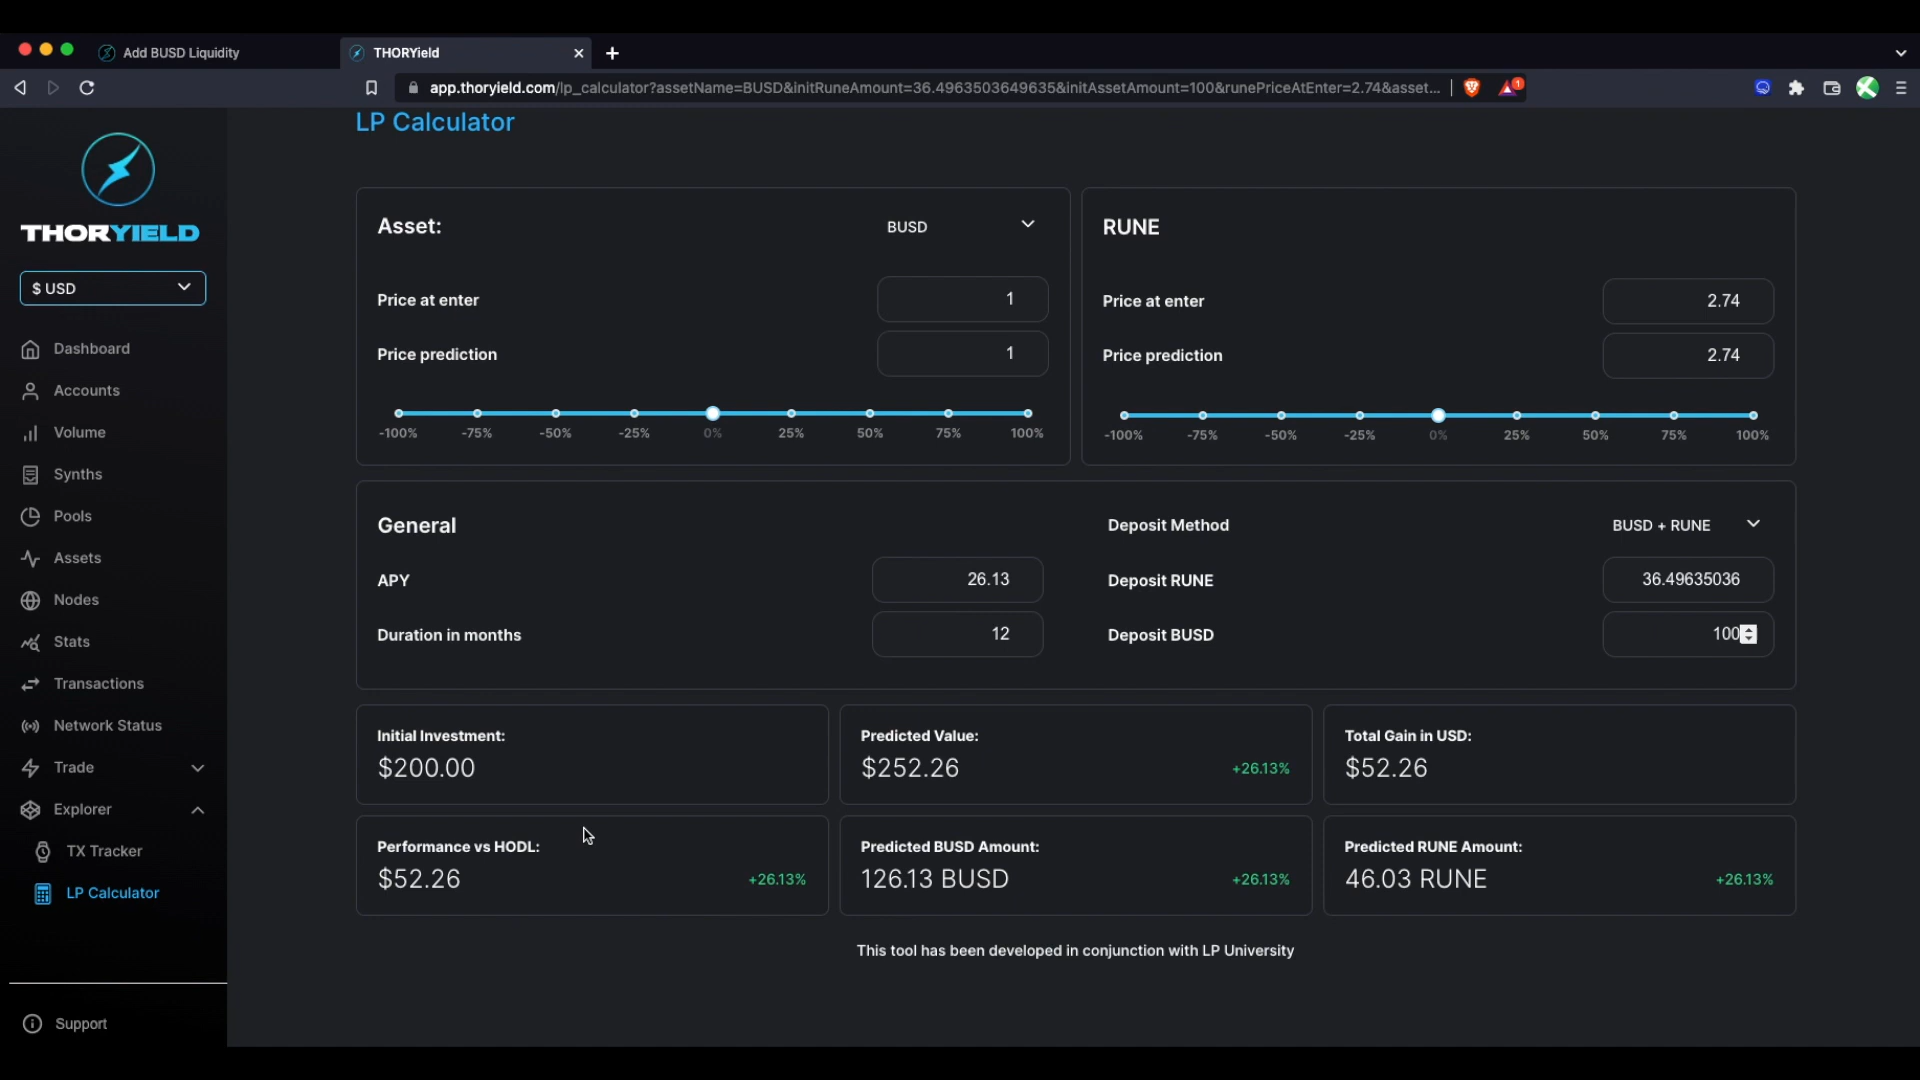 Add BUSD Liquidity
THORYield
app.thoryield.com/lp_calculator?assetName=BUSD&initRuneAmount=36.4963503649635&initAssetAmount=100&runePriceAtEnter=2.74&asset...
1
THORYIELD
$ USD
Dashboard
Accounts
Volume
Synths
Pools
Assets
Nodes
Stats
Transactions
Network Status
Trade
Explorer
TX Tracker
LP Calculator
Support
LP Calculator
Asset:
BUSD
Price at enter
1
Price prediction
1
-100% -75% -50% -25% 0% 25% 50% 75% 100%
RUNE
Price at enter
2.74
Price prediction
2.74
-100% -75% -50% -25% 0% 25% 50% 75% 100%
General
APY
26.13
Duration in months
12
Deposit Method
BUSD + RUNE
Deposit RUNE
36.49635036
Deposit BUSD
100
Initial Investment:
$200.00
Predicted Value:
$252.26
+26.13%
Total Gain in USD:
$52.26
Performance vs HODL:
$52.26
+26.13%
Predicted BUSD Amount:
126.13 BUSD
+26.13%
Predicted RUNE Amount:
46.03 RUNE
+26.13%
This tool has been developed in conjunction with LP University